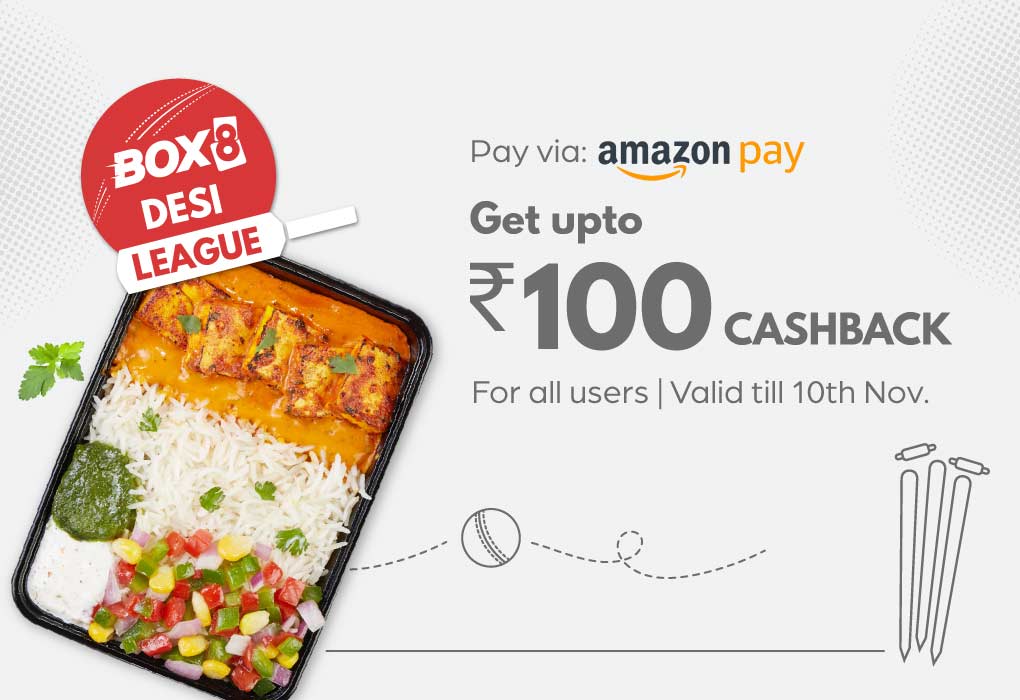 BOX8
DESI
LEAGUE
Pay via: amazon pay
Get upto
₹100 CASHBACK
For all users | Valid till 10th Nov.